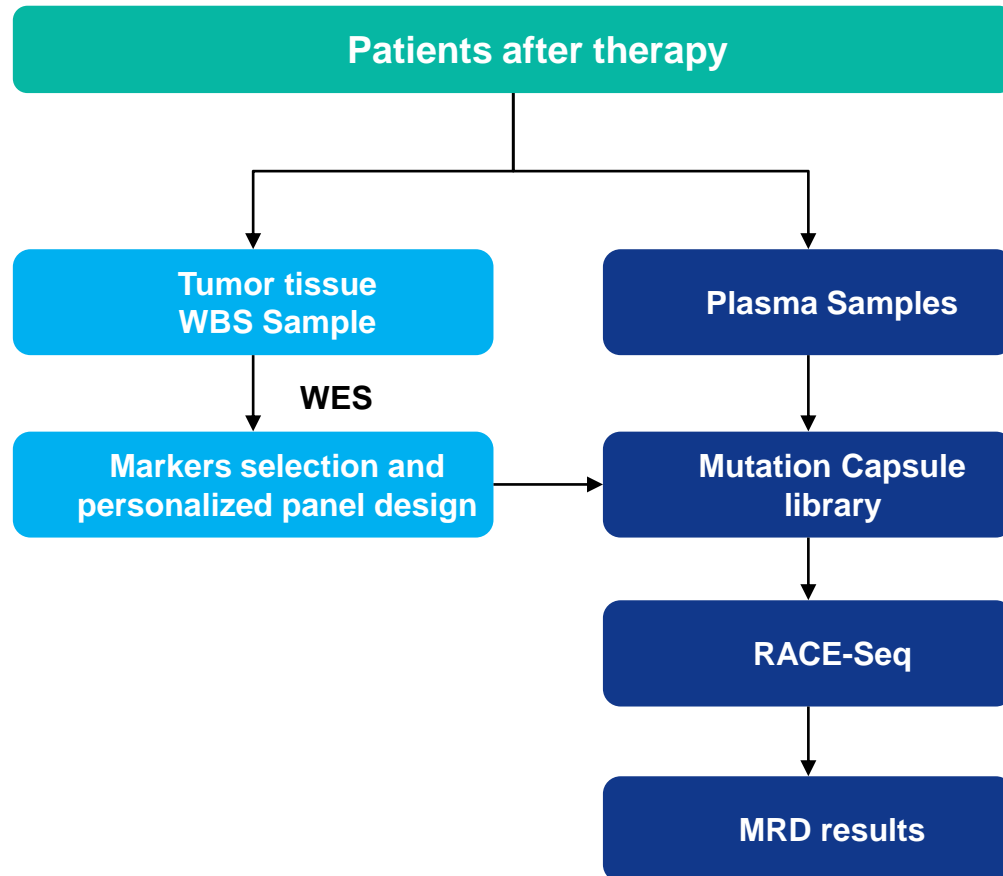 Patients after therapy
Tumor tissue
WBS Sample
Plasma Samples
WES
Markers selection and
personalized panel design
Mutation Capsule
library
RACE-Seq
MRD results